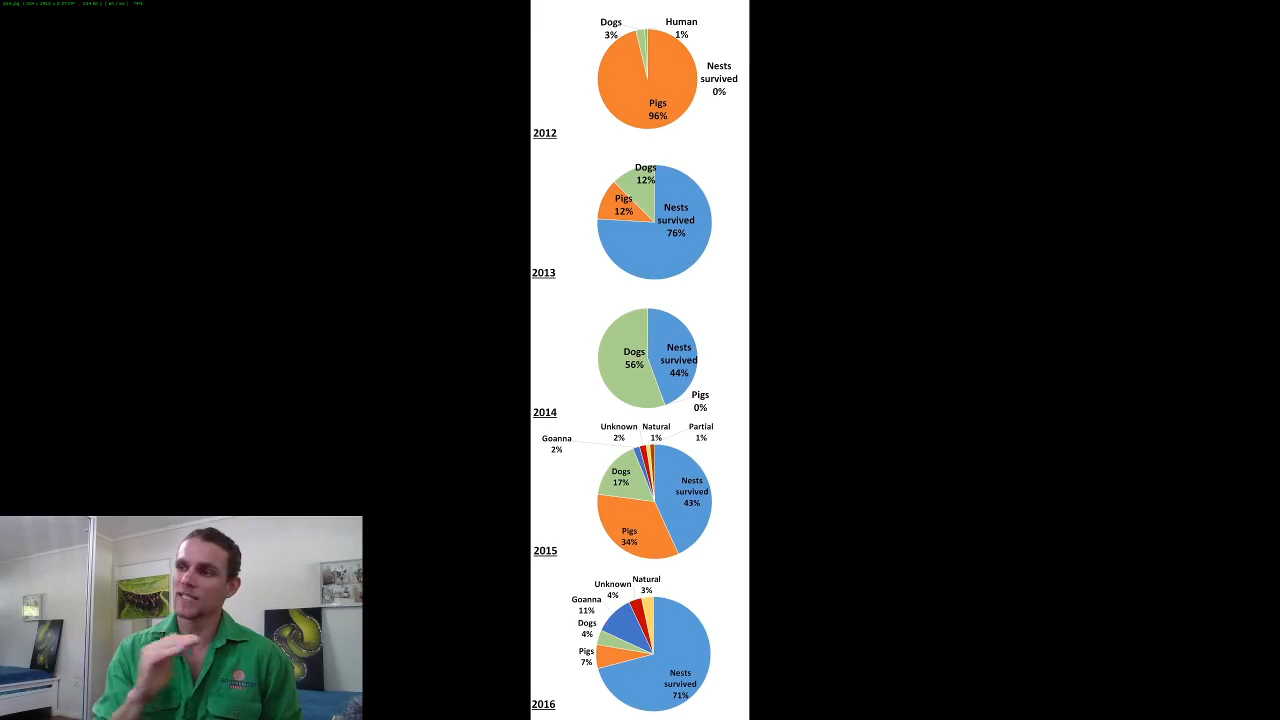 Dogs
3%
Human
1%
Nests
survived
0%
Pigs
96%
2012
Dogs
12%
Pigs
12%
Nests
survived
76%
2013
Dogs
56%
Nests
survived
44%
Pigs
0%
2014
Goanna
2%
Unknown
2%
Natural
1%
Partial
1%
Dogs
17%
Nests
survived
43%
Pigs
34%
2015
Natural
3%
Unknown
4%
Goanna
11%
Dogs
4%
Pigs
7%
Nests
survived
71%
2016